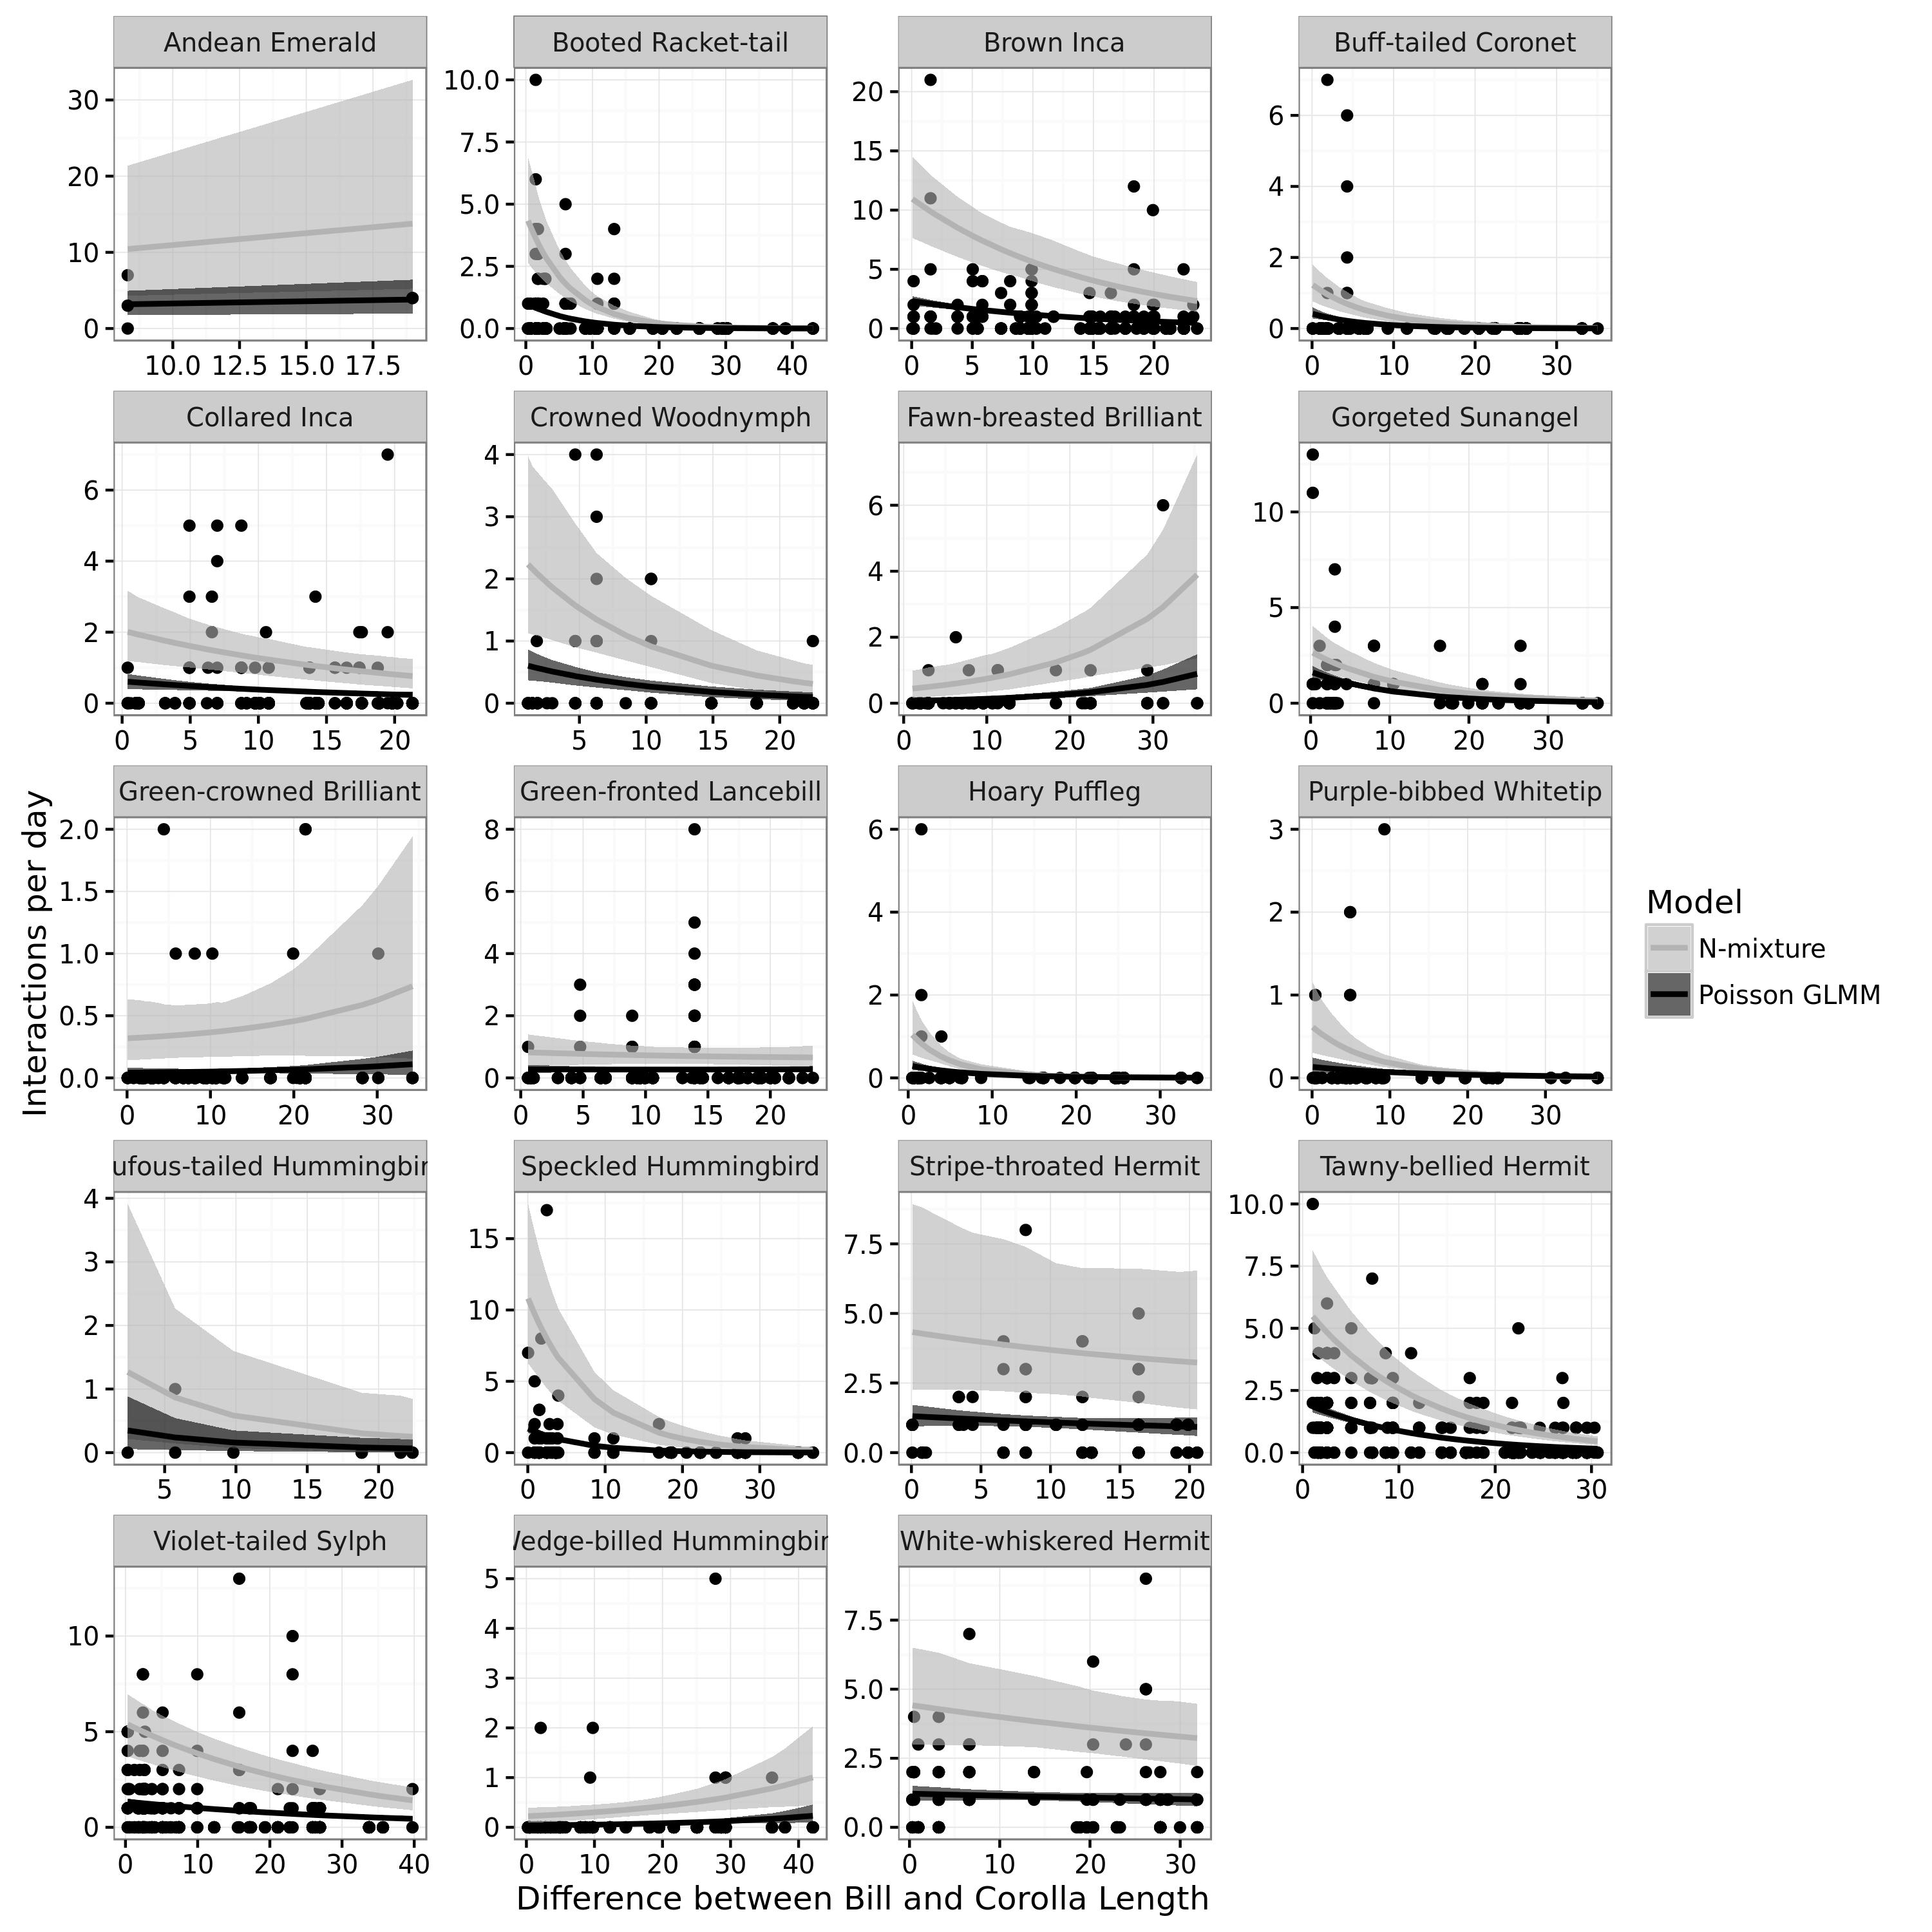 Andean Emerald
Booted Racket-tail
Brown Inca
Buff-tailed Coronet
30
20
10
0
10.0 12.5 15.0 17.5
10.0
7.5
5.0
2.5
0.0
0 10 20 30 40
20
15
10
5
0
0 5 10 15 20
6
4
2
0
0 10 20 30
Collared Inca
Crowned Woodnymph
Fawn-breasted Brilliant
Gorgeted Sunangel
6
4
2
0
0 5 10 15 20
4
3
2
1
0
5 10 15 20
6
4
2
0
0 10 20 30
10
5
0
0 10 20 30
Green-crowned Brilliant
Green-fronted Lancebill
Hoary Puffleg
Purple-bibbed Whitetip
2.0
1.5
1.0
0.5
0.0
0 10 20 30
8
6
4
2
0
0 5 10 15 20
6
4
2
0
0 10 20 30
3
2
1
0
0 10 20 30
ufous-tailed Hummingbir
Speckled Hummingbird
Stripe-throated Hermit
Tawny-bellied Hermit
4
3
2
1
0
5 10 15 20
15
10
5
0
0 10 20 30
7.5
5.0
2.5
0.0
0 5 10 15 20
10.0
7.5
5.0
2.5
0.0
0 10 20 30
Violet-tailed Sylph
Wedge-billed Hummingbir
White-whiskered Hermit
10
5
0
0 10 20 30 40
5
4
3
2
1
0
0 10 20 30 40
7.5
5.0
2.5
0.0
0 10 20 30
Interactions per day
Difference between Bill and Corolla Length
Model
N-mixture
Poisson GLMM